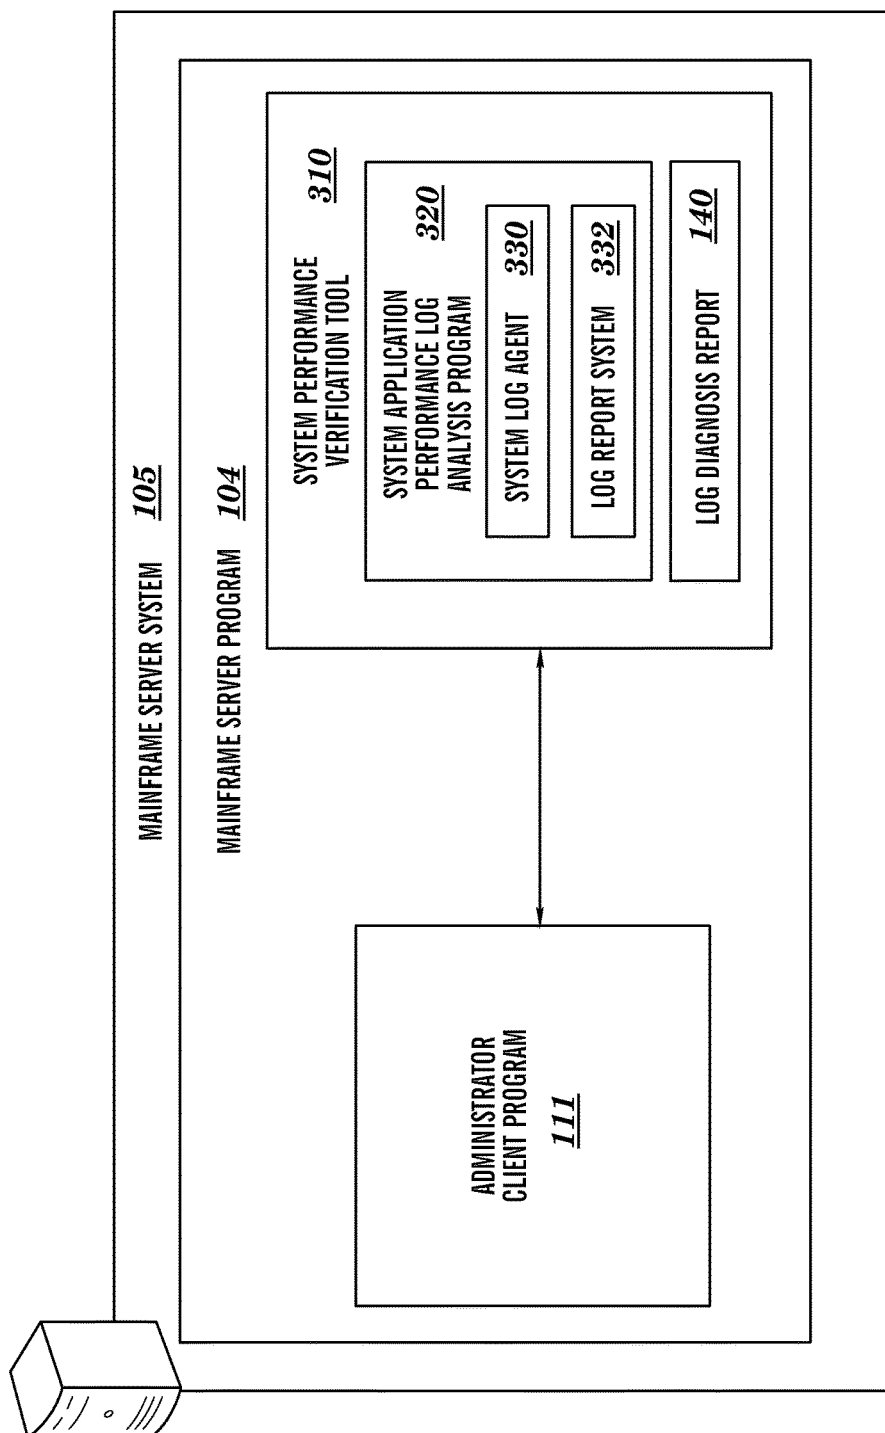 MAINFRAME SERVER SYSTEM 105
MAINFRAME SERVER PROGRAM 104
ADMINISTRATOR
CLIENT PROGRAM
111
SYSTEM PERFORMANCE
VERIFICATION TOOL 310
SYSTEM APPLICATION
PERFORMANCE LOG
ANALYSIS PROGRAM 320
SYSTEM LOG AGENT 330
LOG REPORT SYSTEM 332
LOG DIAGNOSIS REPORT 140